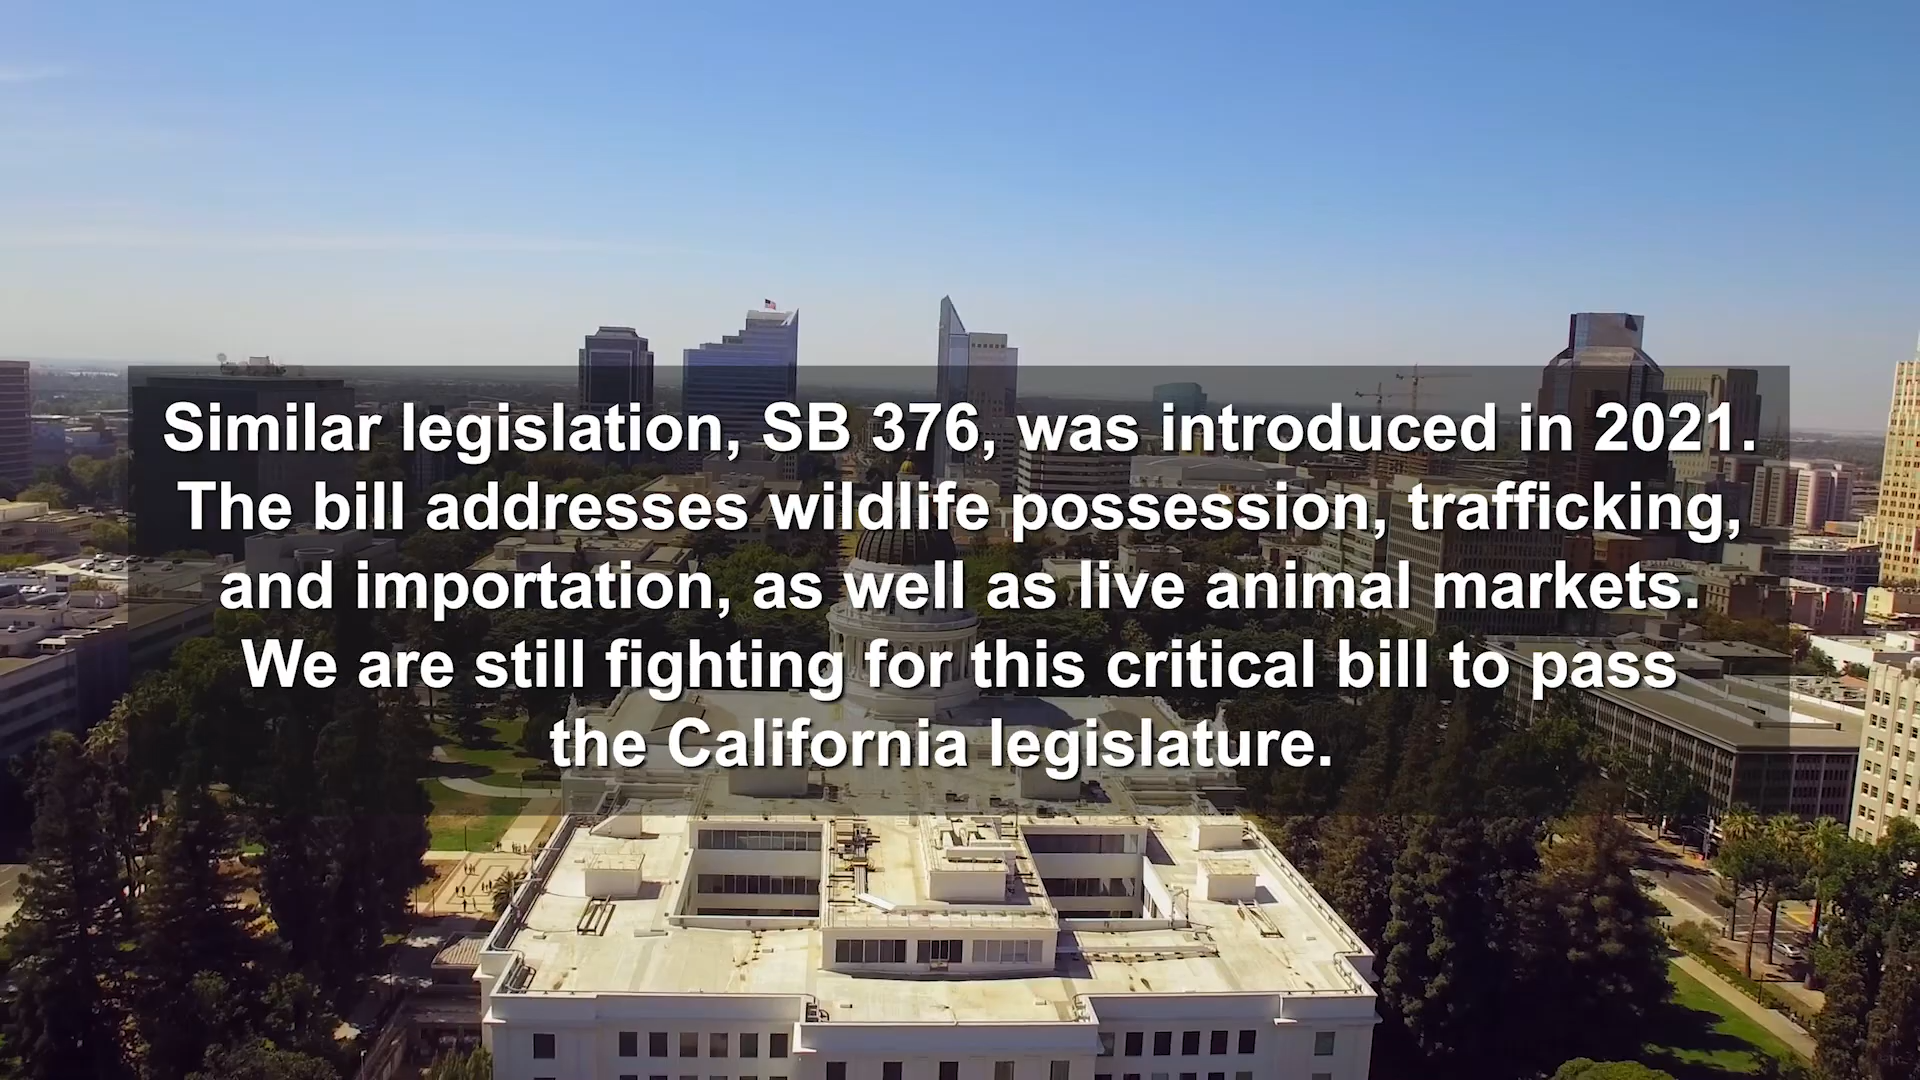 Similar legislation, SB 376, was introduced in 2021.
The bill addresses wildlife possession, trafficking,
and importation, as well as live animal markets.
We are still fighting for this critical bill to pass
the California legislature.